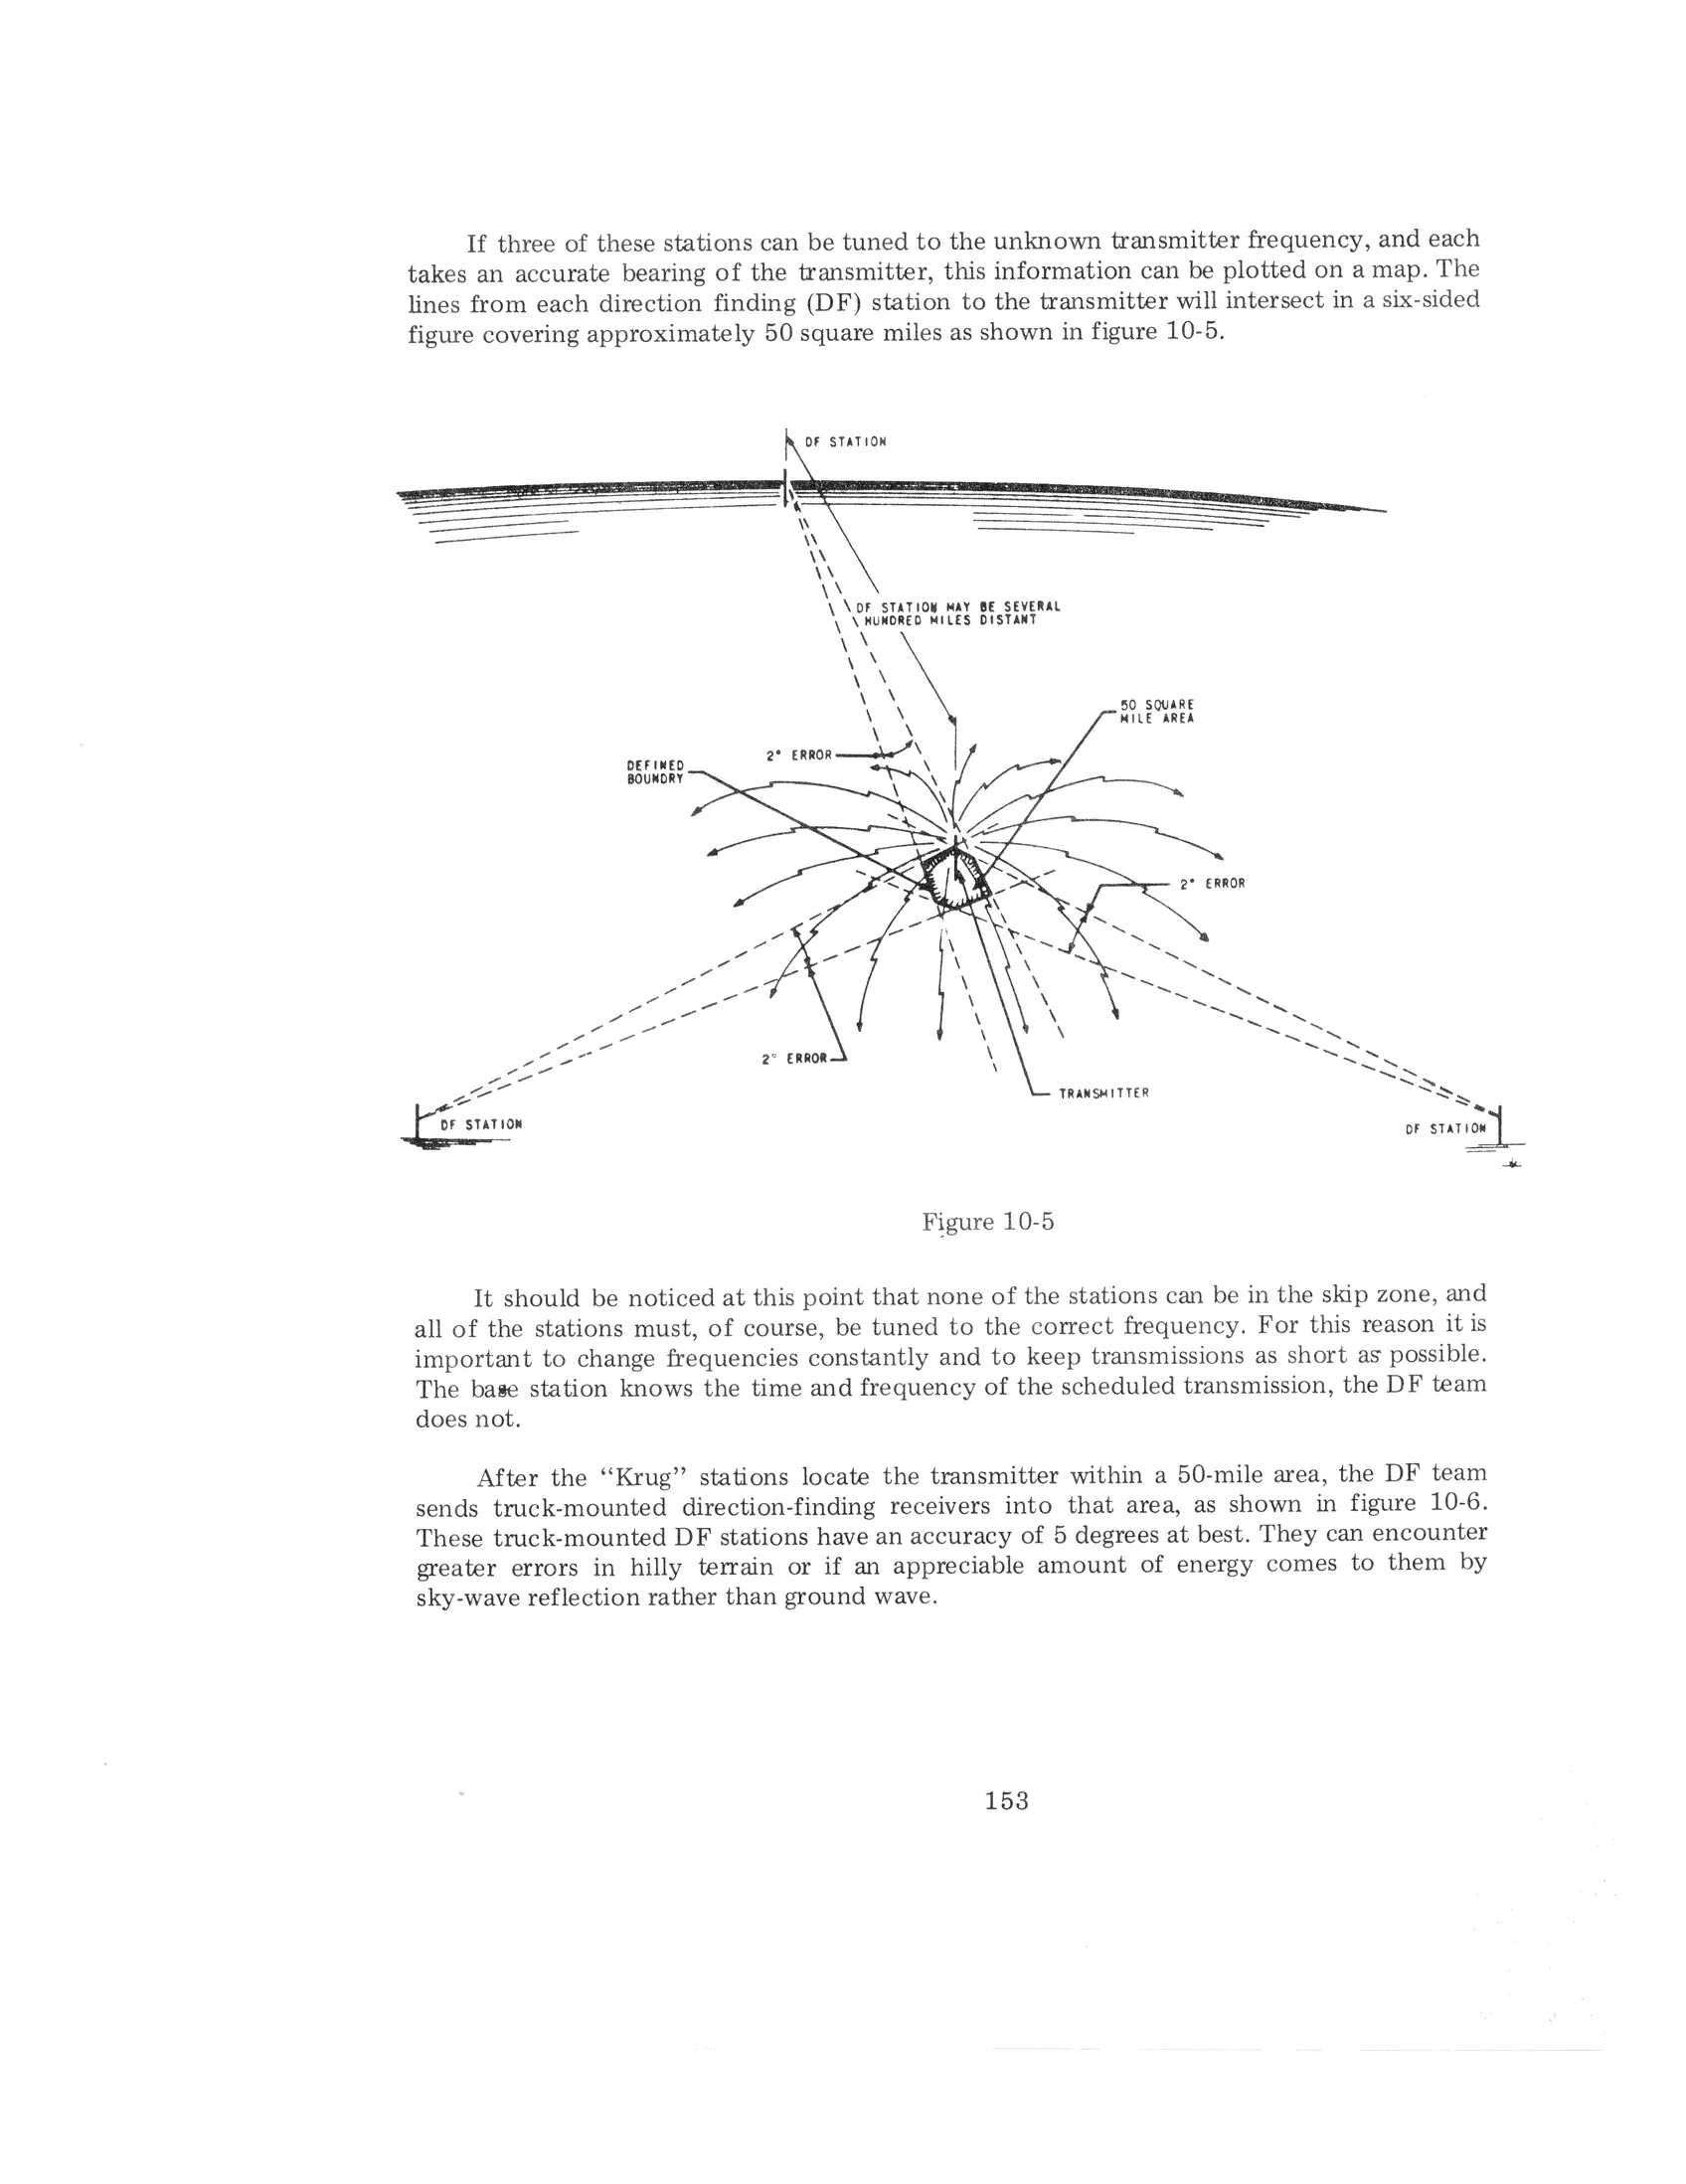 If three of these stations can be tuned to the unknown transmitter frequency, and each
takes an accurate bearing of the transmitter, this information can be plotted on a map. The
lines from each direction finding (DF) station to the transmitter will intersect in a six-sided
figure covering approximately 50 square miles as shown in figure 10-5.
DF STATION
DF STATION MAY BE SEVERAL
HUNDRED MILES DISTANT
50 SQUARE
MILE AREA
2° ERROR
DEFINED
BOUNDRY
2° ERROR
2° ERROR
TRANSMITTER
DF STATION
DF STATION
Figure 10-5
It should be noticed at this point that none of the stations can be in the skip zone, and
all of the stations must, of course, be tuned to the correct frequency. For this reason it is
important to change frequencies constantly and to keep transmissions as short as possible.
The base station knows the time and frequency of the scheduled transmission, the DF team
does not.
After the “Krug” stations locate the transmitter within a 50-mile area, the DF team
sends truck-mounted direction-finding receivers into that area, as shown in figure 10-6.
These truck-mounted DF stations have an accuracy of 5 degrees at best. They can encounter
greater errors in hilly terrain or if an appreciable amount of energy comes to them by
sky-wave reflection rather than ground wave.
153